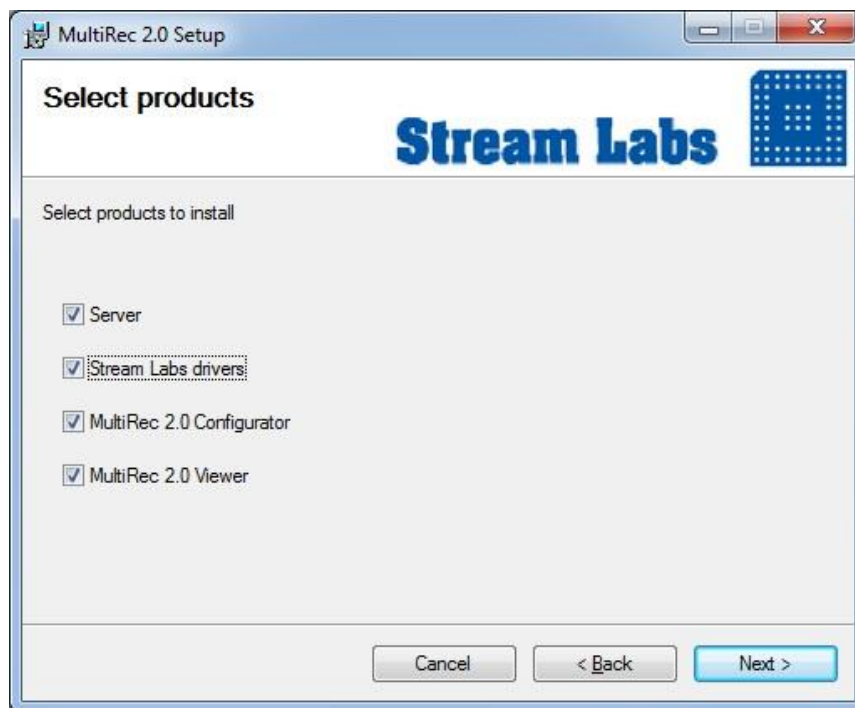 MultiRec 2.0 Setup
Select products
Stream Labs
Select products to install
Server
Stream Labs drivers
MultiRec 2.0 Configurator
MultiRec 2.0 Viewer
Cancel
< Back
Next >